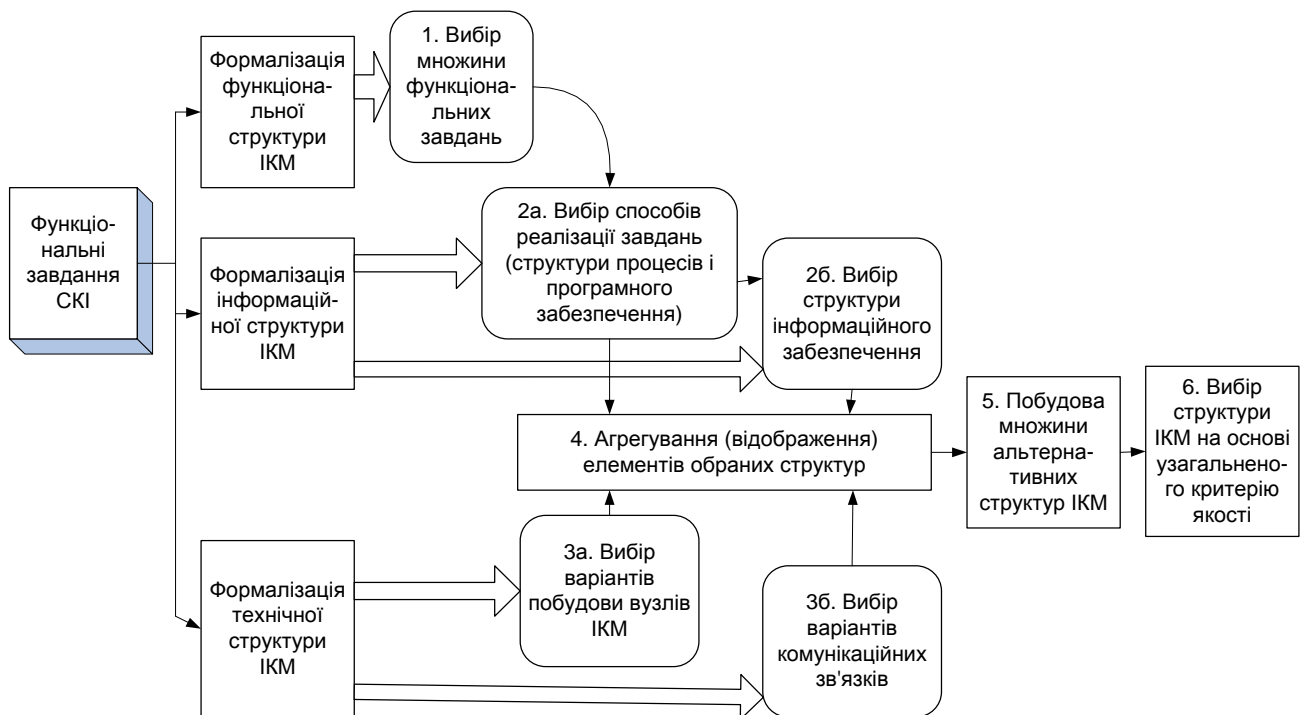 Функціо-
нальні
завдання
СКІ
Формалізація
функціона-
льної
структури
ІКМ
1. Вибір
множини
функціона-
льних
завдань
Формалізація
інформацій-
ної структури
ІКМ
2а. Вибір способів
реалізації завдань
(структури процесів і
програмного
забезпечення)
2б. Вибір
структури
інформаційного
забезпечення
4. Агрегування (відображення)
елементів обраних структур
5. Побудова
множини
альтерна-
тивних
структур ІКМ
6. Вибір
структури
ІКМ на основі
узагальнено-
го критерію
якості
Формалізація
технічної
структури
ІКМ
3а. Вибір
варіантів
побудови вузлів
ІКМ
3б. Вибір
варіантів
комунікаційних
зв'язків